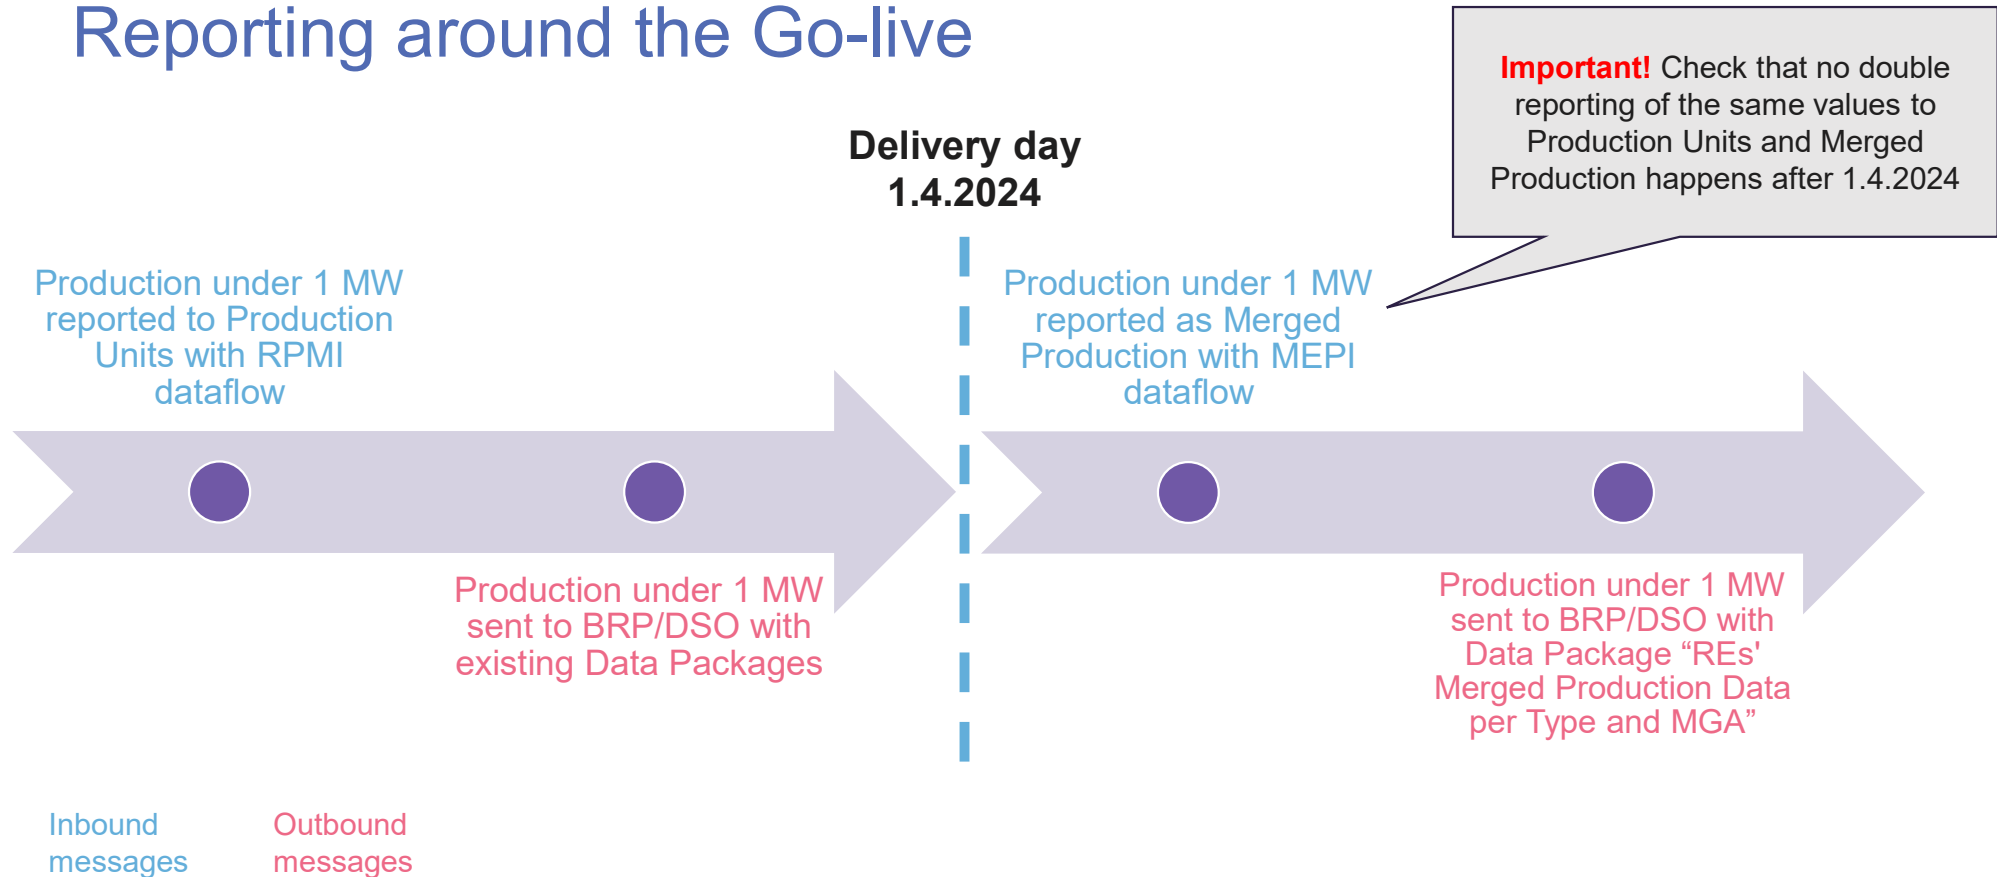 Reporting around the Go-live
Important! Check that no double
reporting of the same values to
Production Units and Merged
Production happens after 1.4.2024
Delivery day
1.4.2024
Production under 1 MW
reported to Production
Units with RPMI
dataflow
Production under 1 MW
reported as Merged
Production with MEPI
dataflow
Production under 1 MW
sent to BRP/DSO with
existing Data Packages
Production under 1 MW
sent to BRP/DSO with
Data Package “REs'
Merged Production Data
per Type and MGA”
Inbound
messages
Outbound
messages